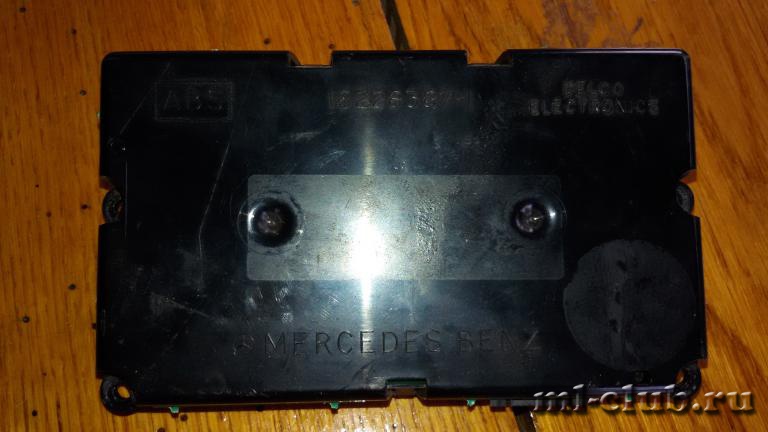 ABS
DELCO
ELECTRONICS
MERCEDES BENZ
ml-club.ru